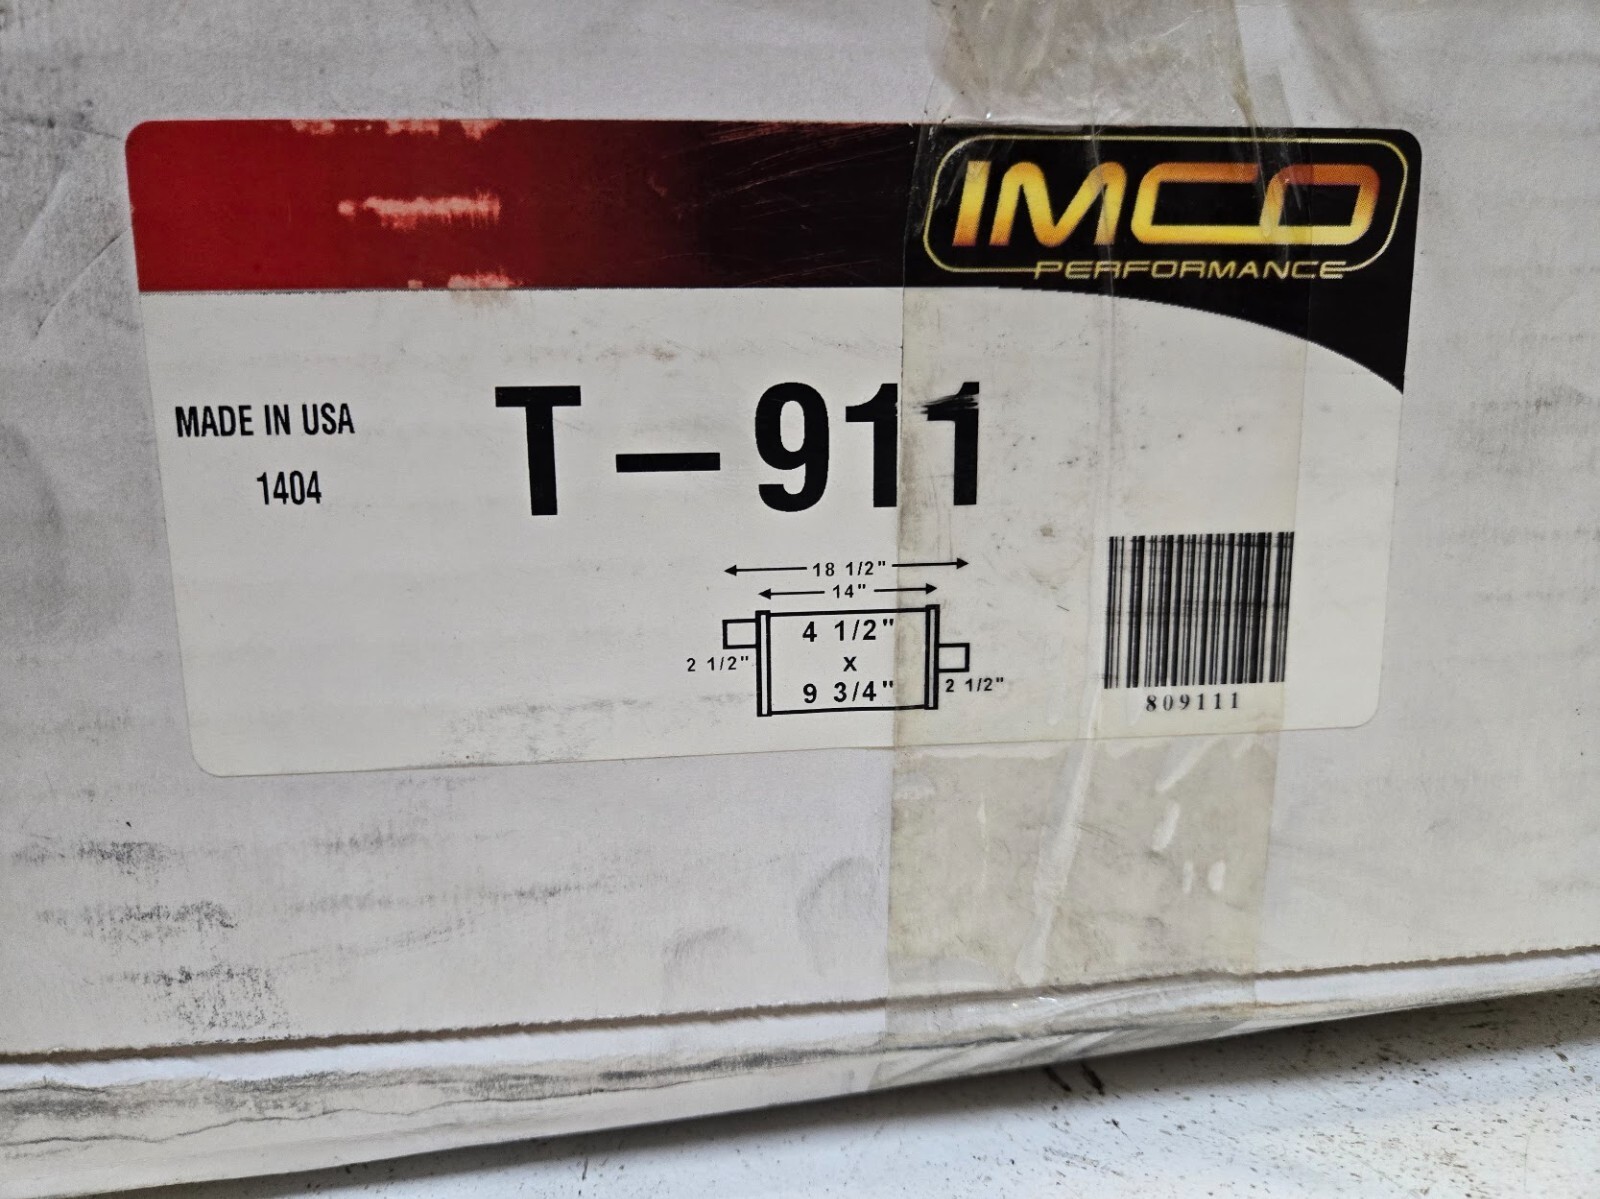 IMCO
PERFORMANCE
MADE IN USA
1404
T-911
18 1/2"
14"
4 1/2"
x
9 3/4"
2 1/2"
2 1/2"
809111